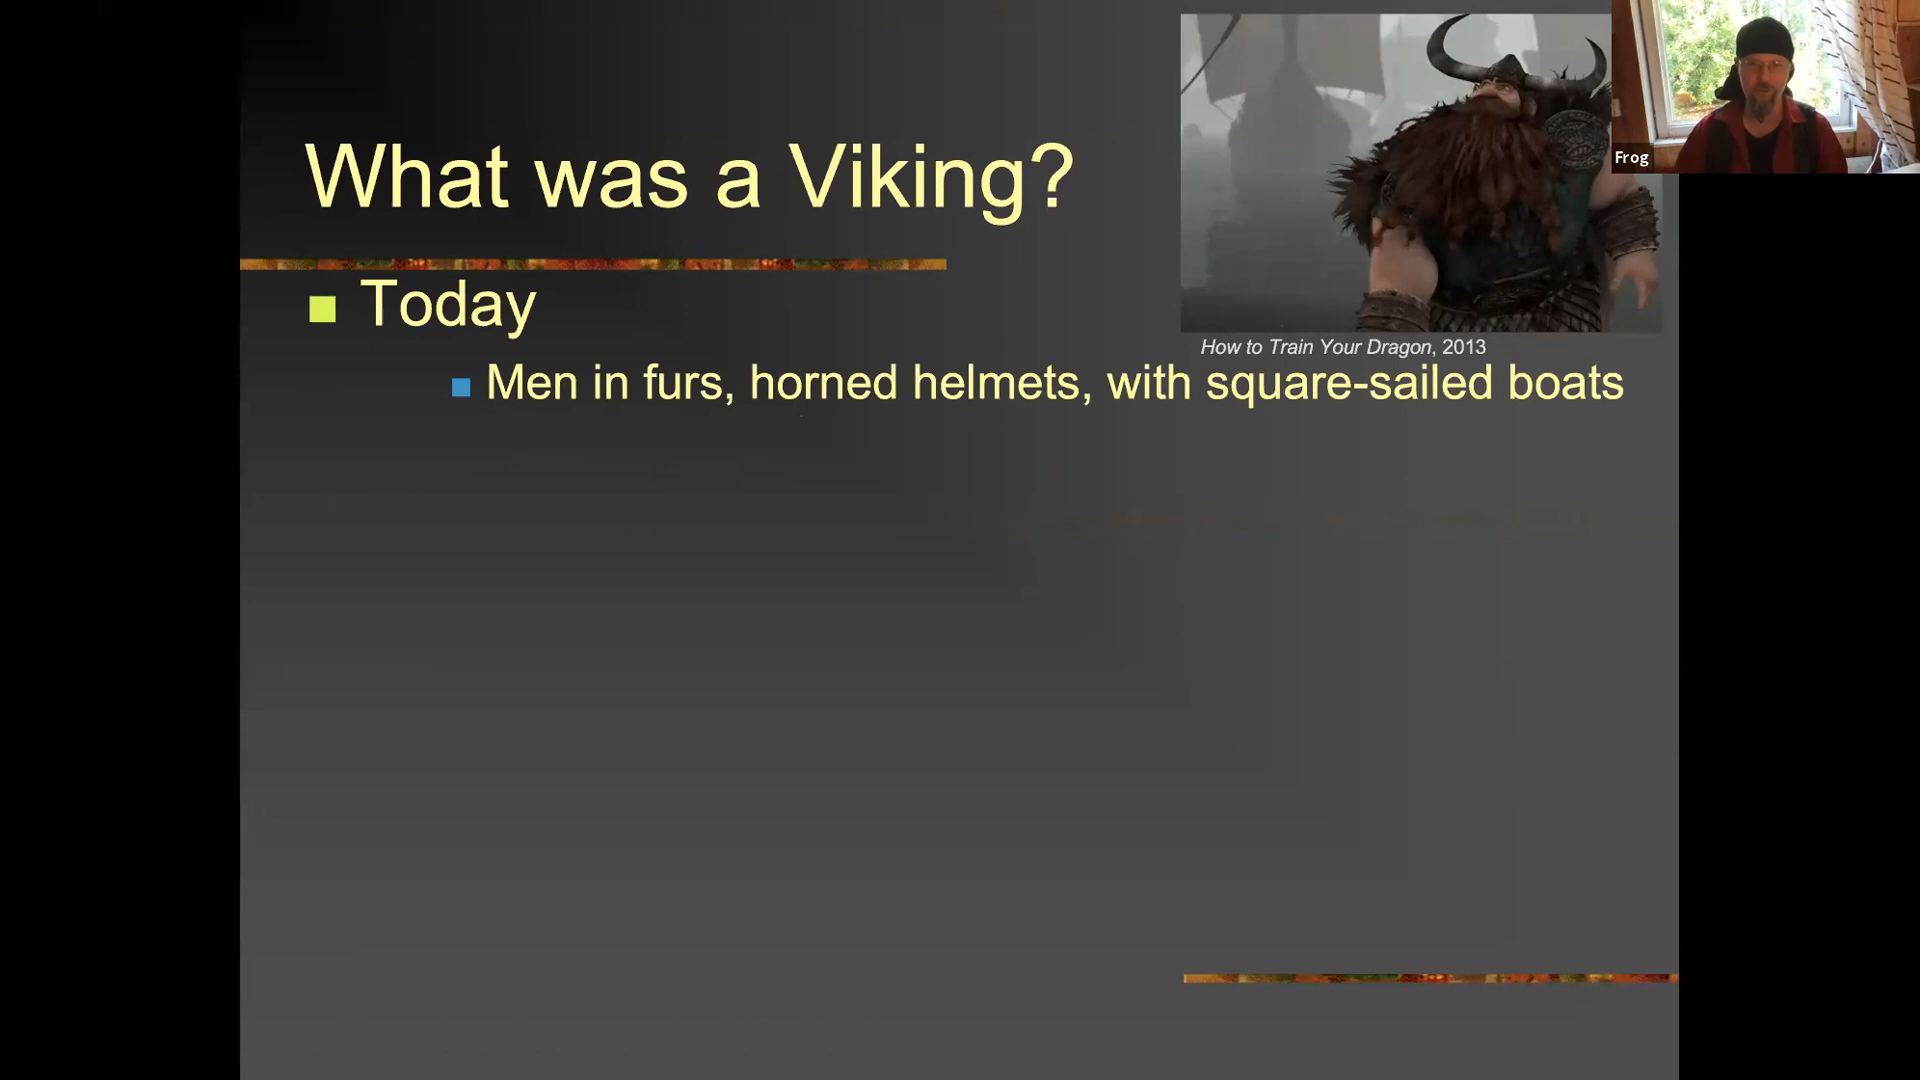 What was a Viking?
Frog
Today
How to Train Your Dragon, 2013
Men in furs, horned helmets, with square-sailed boats